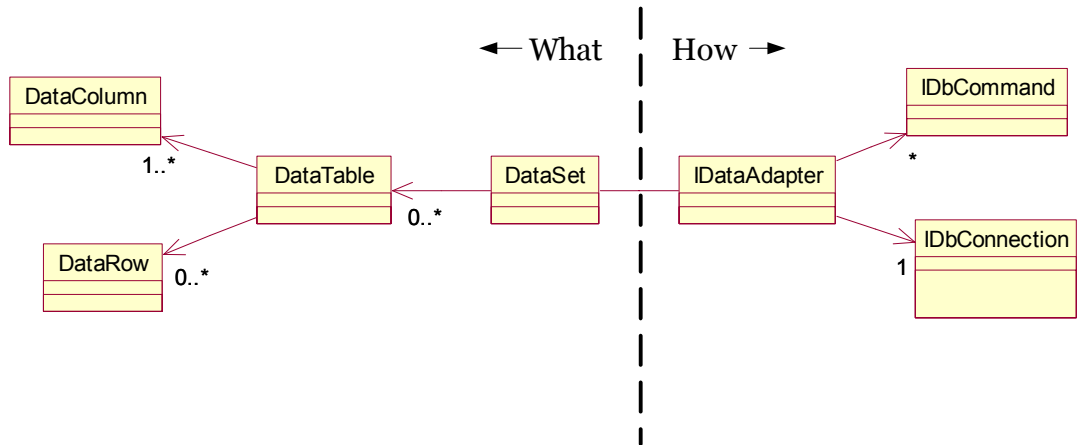 What
How
DataColumn
IDbCommand
1..*
*
DataTable
DataSet
IDataAdapter
0..*
IDbConnection
DataRow
0..*
1